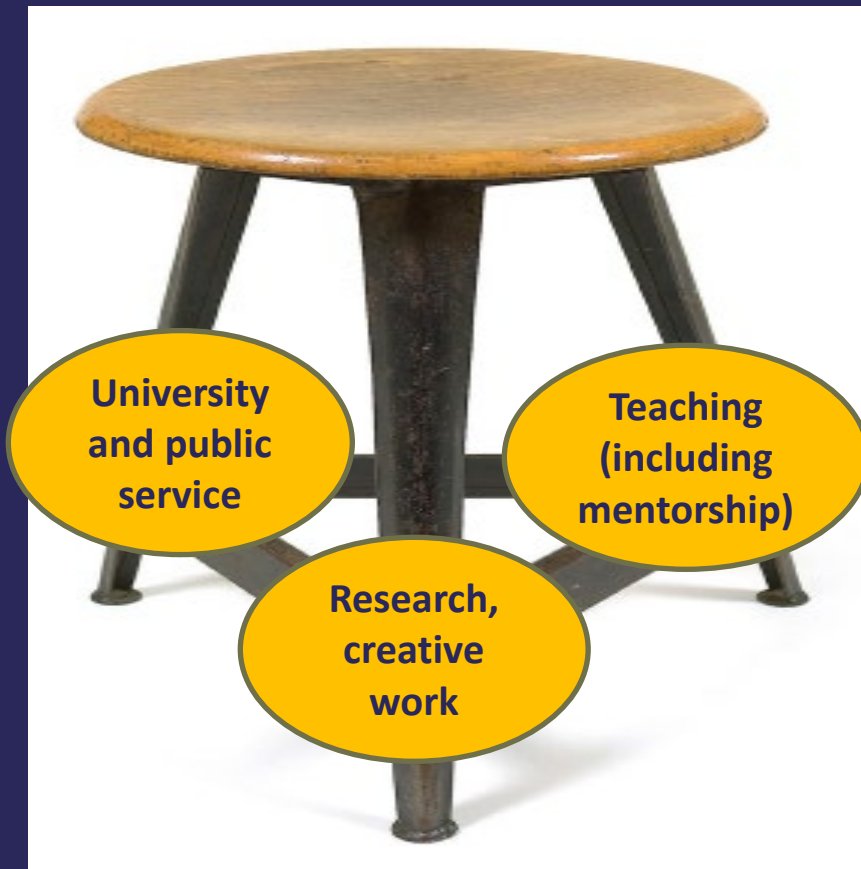 University
and public
service
Teaching
(including
mentorship)
Research,
creative
work